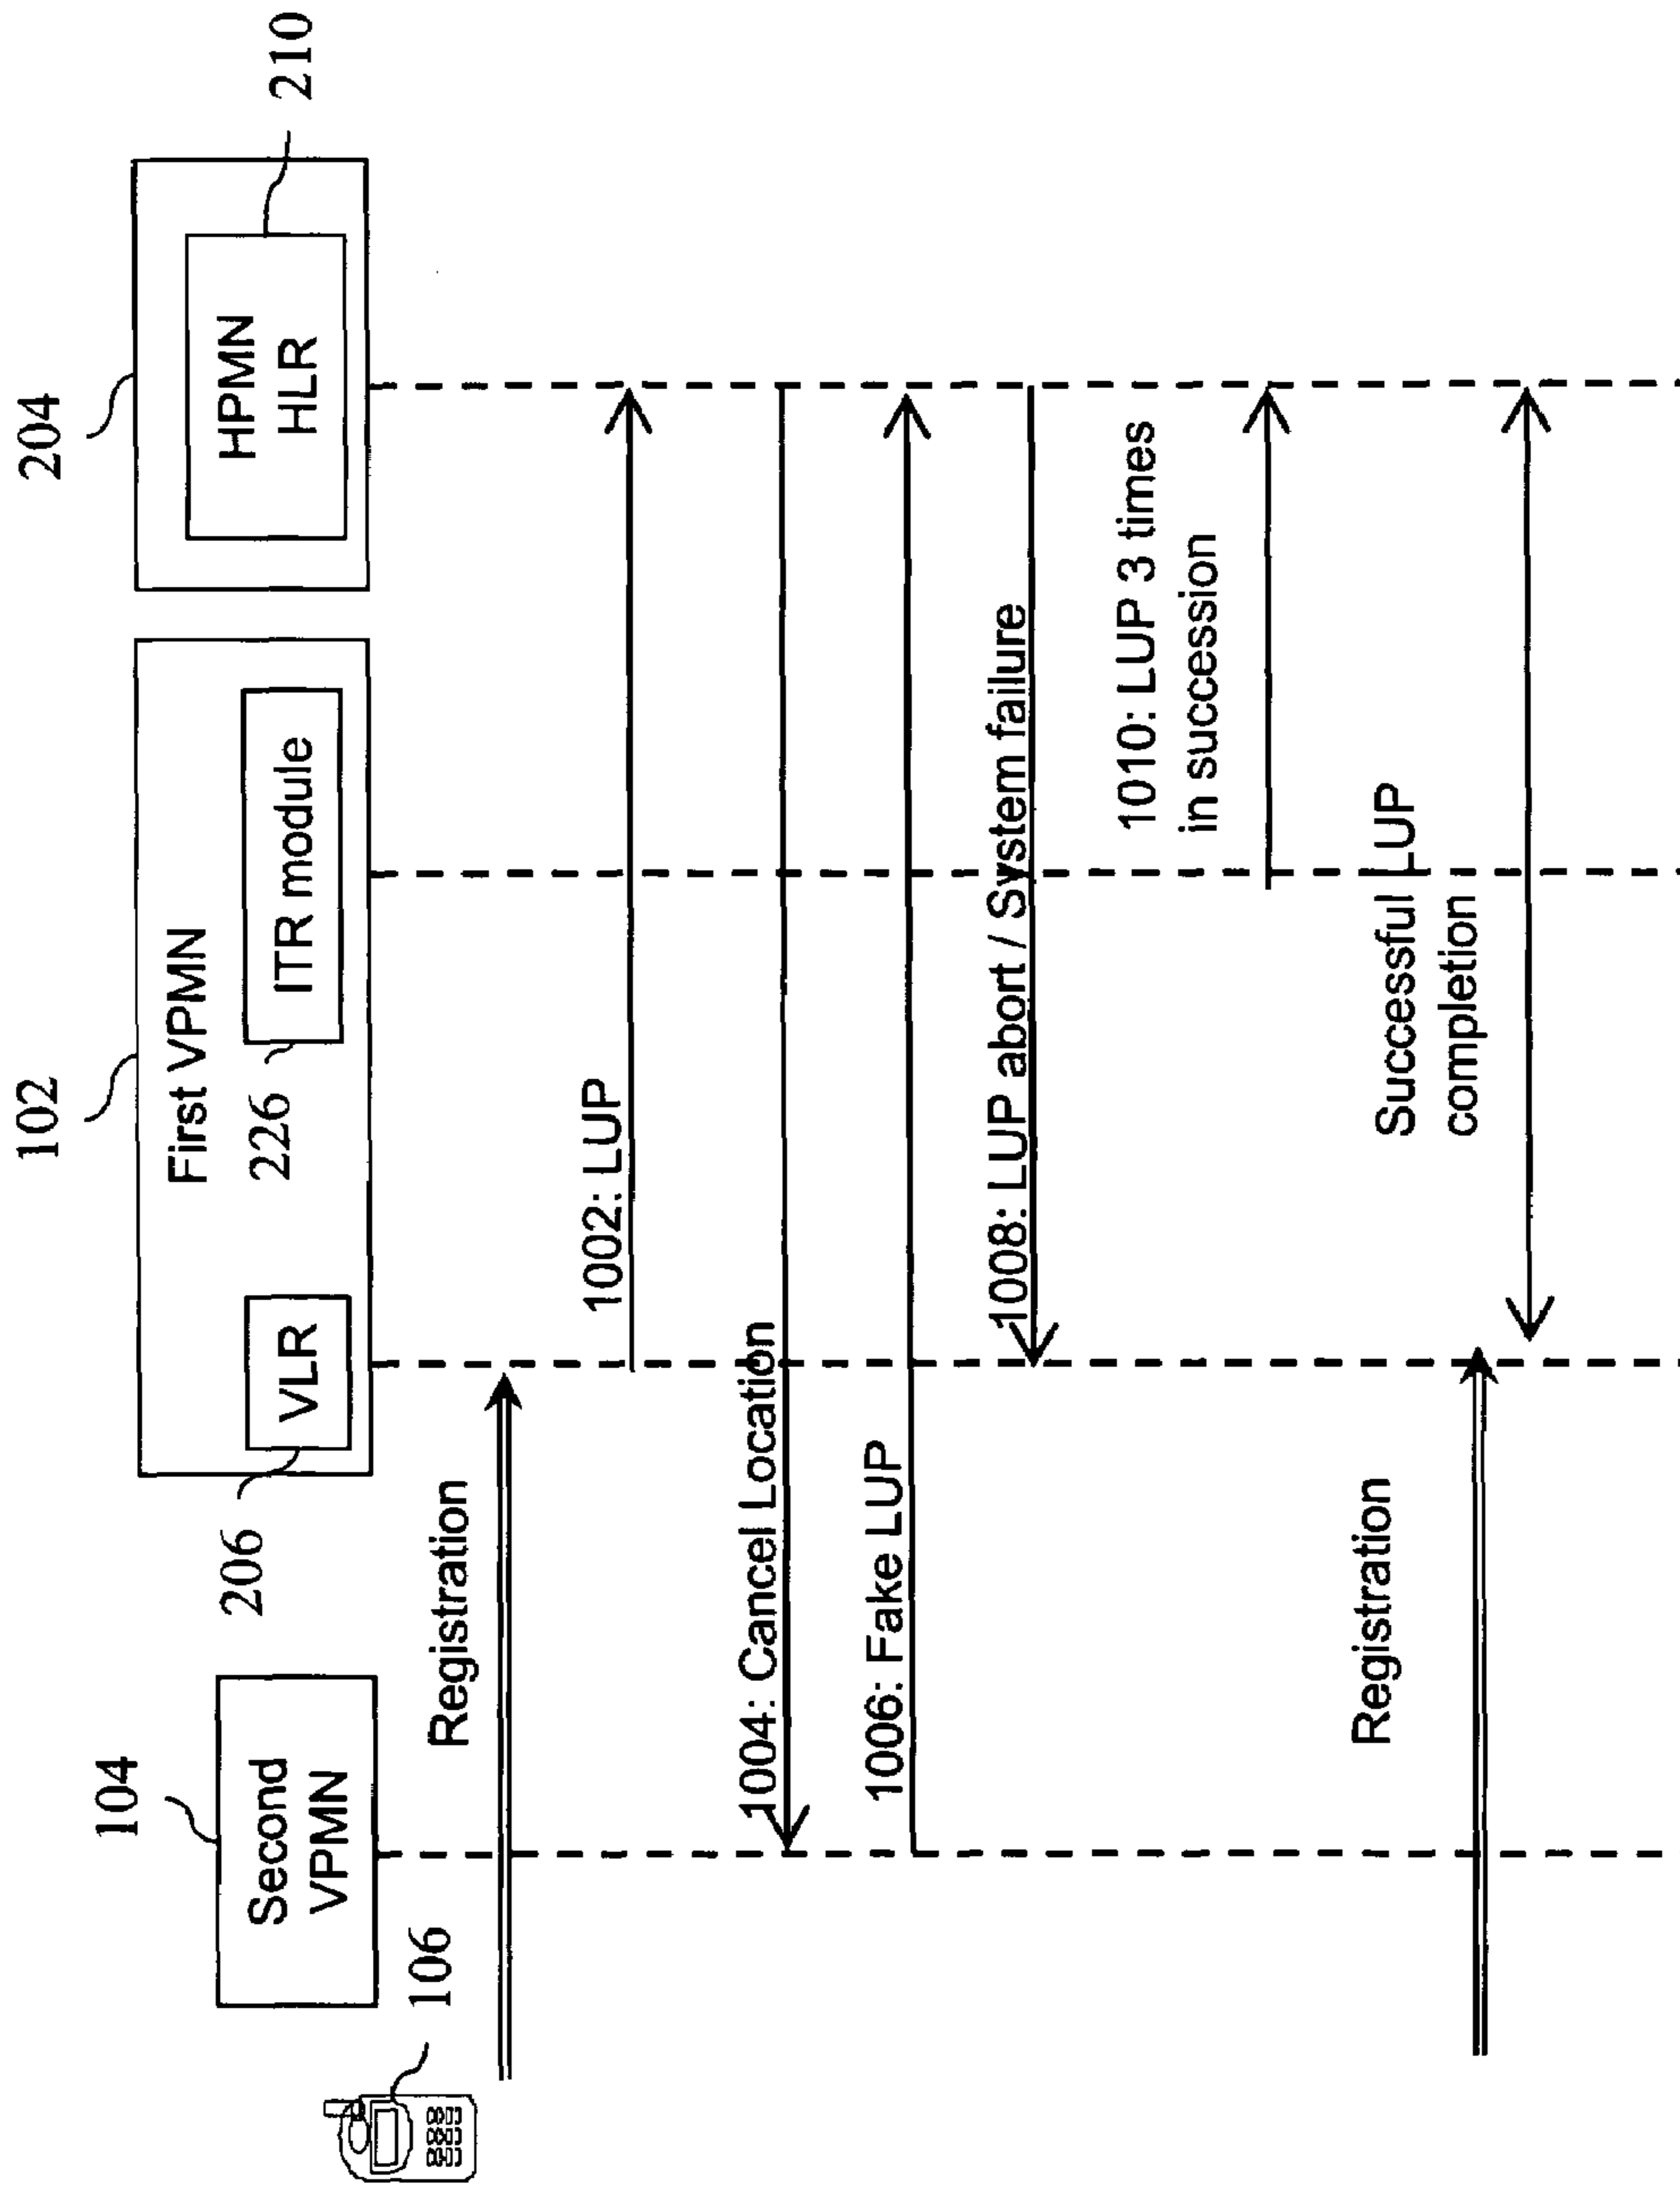 104
102
204
Second
VPMN
First VPMN
VLR
ITR module
HPMN
HLR
206
226
210
106
Registration
1002: LUP
1004: Cancel Location
1006: Fake LUP
1008: LUP abort / System failure
1010: LUP 3 times
in succession
Registration
Successful LUP
completion